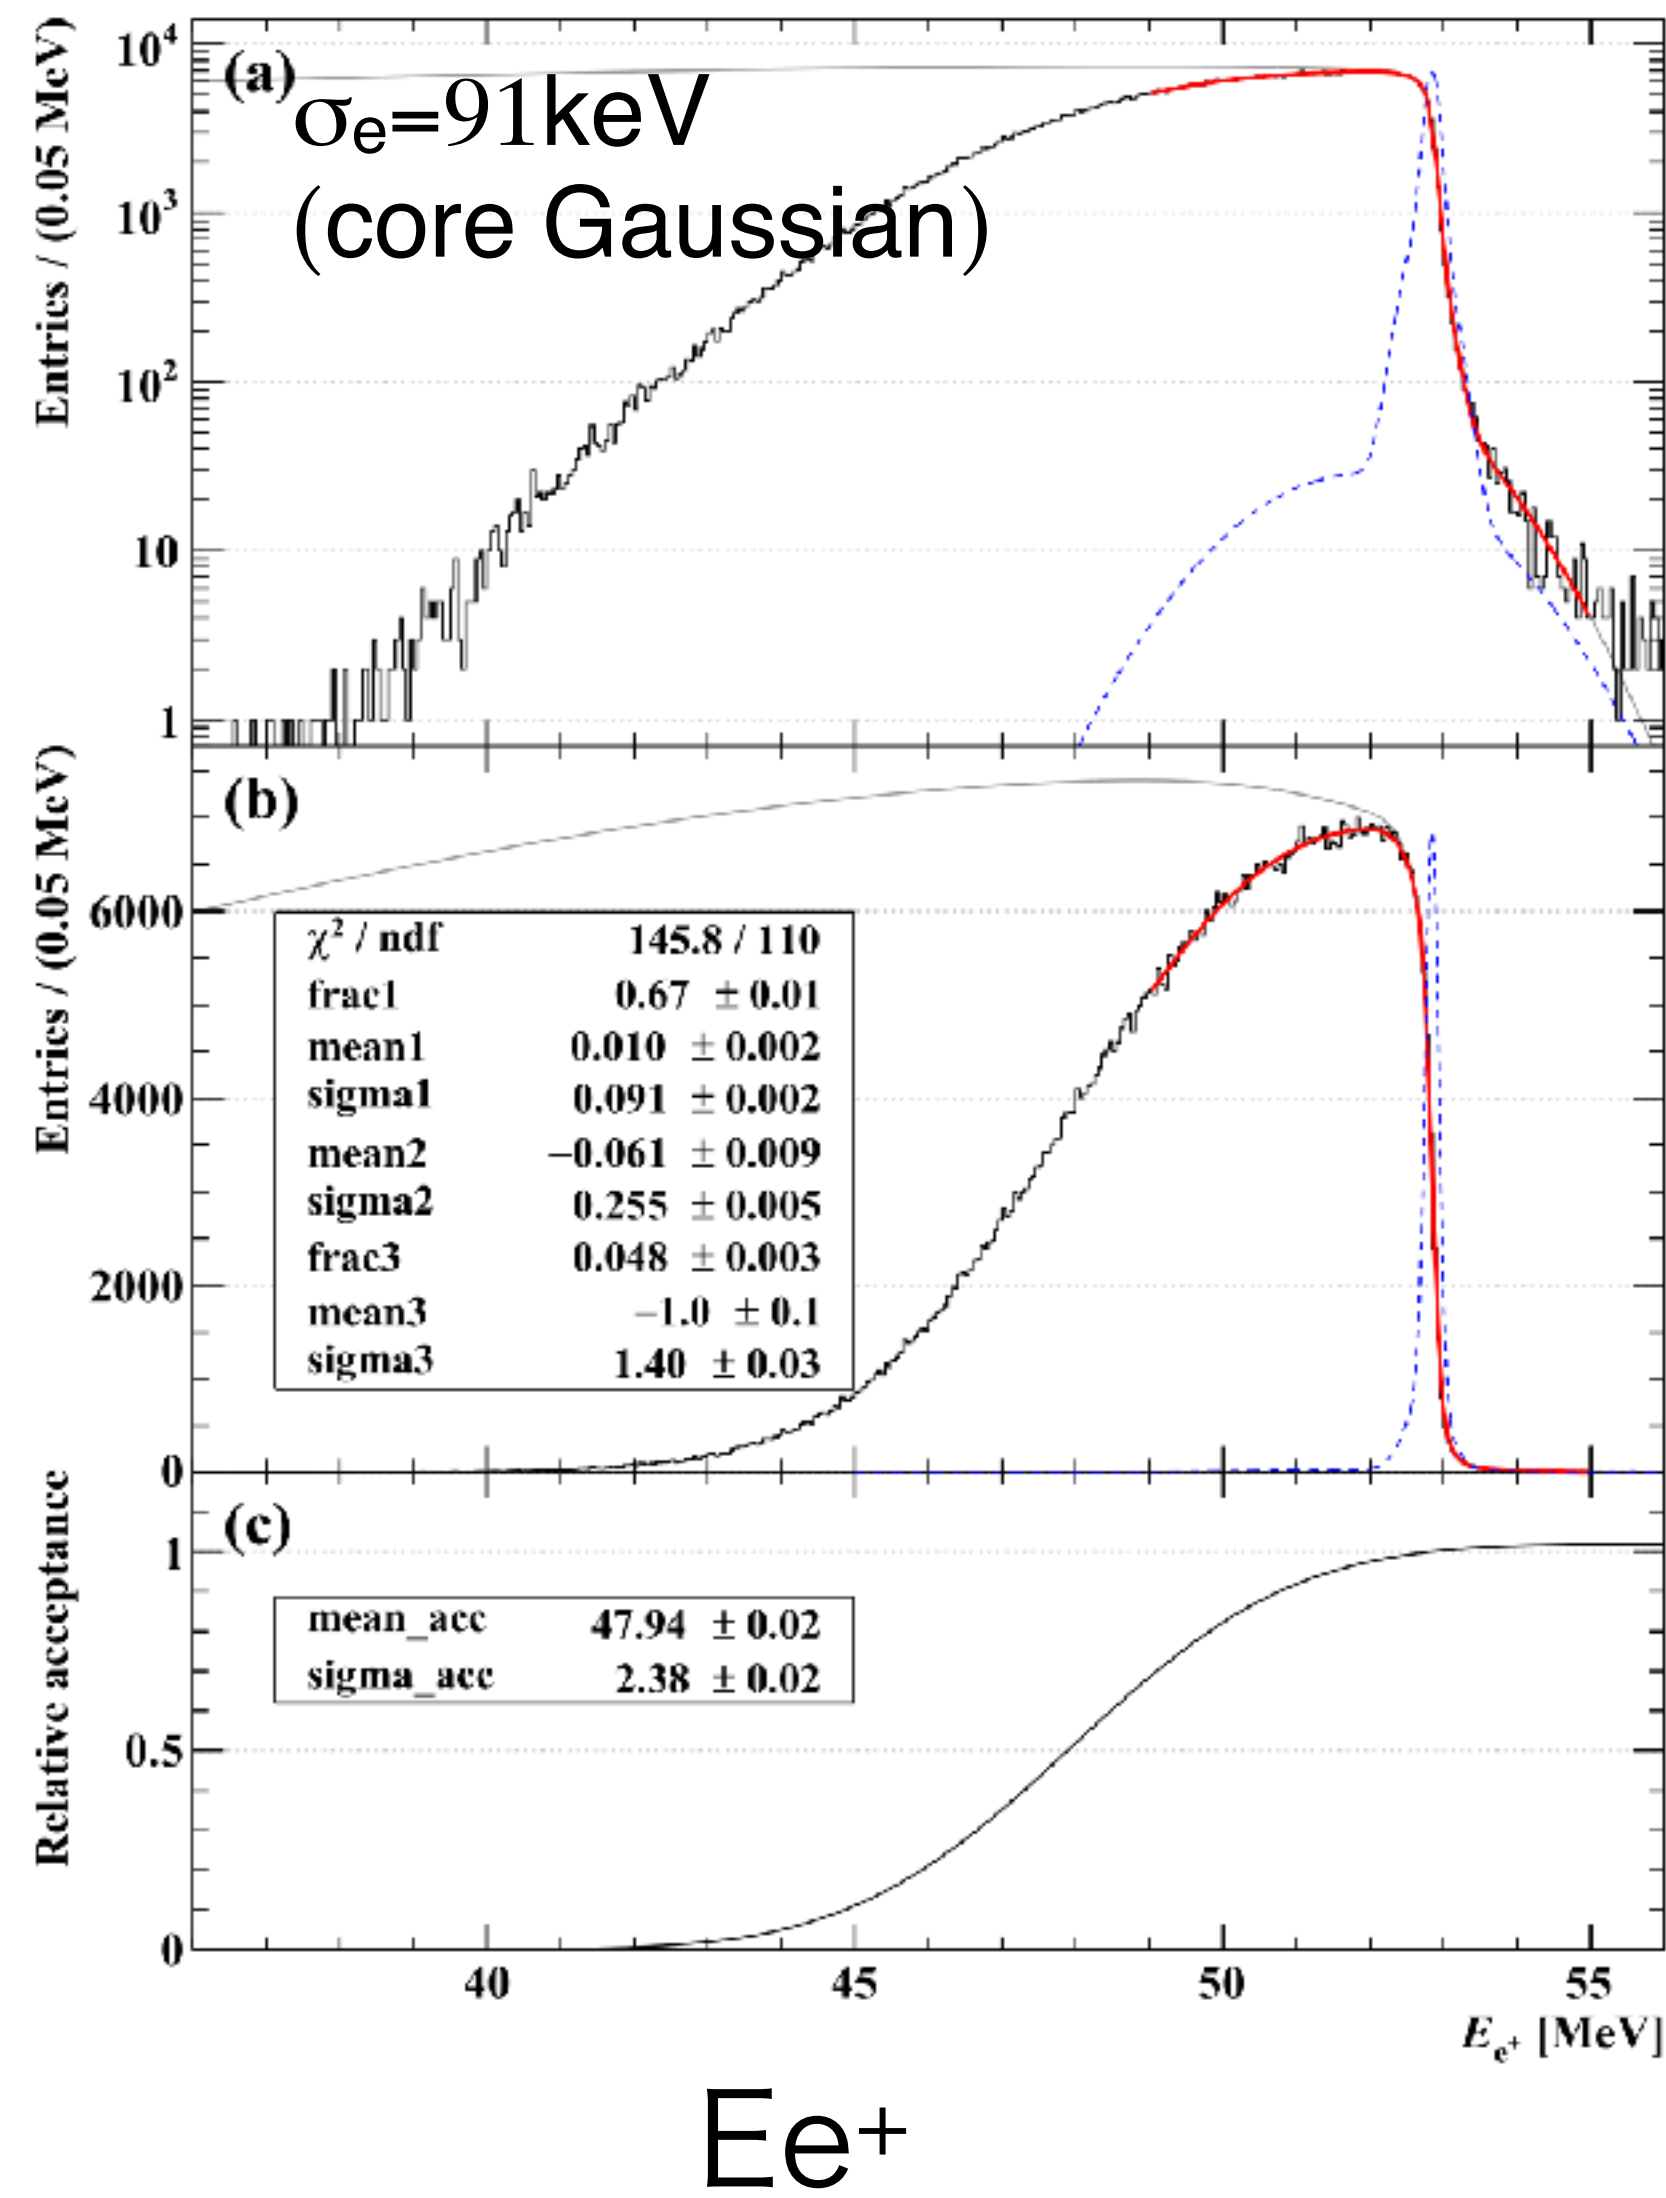 Entries / (0.05 MeV)
10⁴
10³
10²
10
1
(a)
σe=91keV
(core Gaussian)
Entries / (0.05 MeV)
6000
4000
2000
0
(b)
χ² / ndf 145.8 / 110
frac1 0.67 ± 0.01
mean1 0.010 ± 0.002
sigma1 0.091 ± 0.002
mean2 −0.061 ± 0.009
sigma2 0.255 ± 0.005
frac3 0.048 ± 0.003
mean3 −1.0 ± 0.1
sigma3 1.40 ± 0.03
Relative acceptance
1
0.5
0
(c)
mean_acc 47.94 ± 0.02
sigma_acc 2.38 ± 0.02
40 45 50 55
Ee⁺ [MeV]
Ee⁺